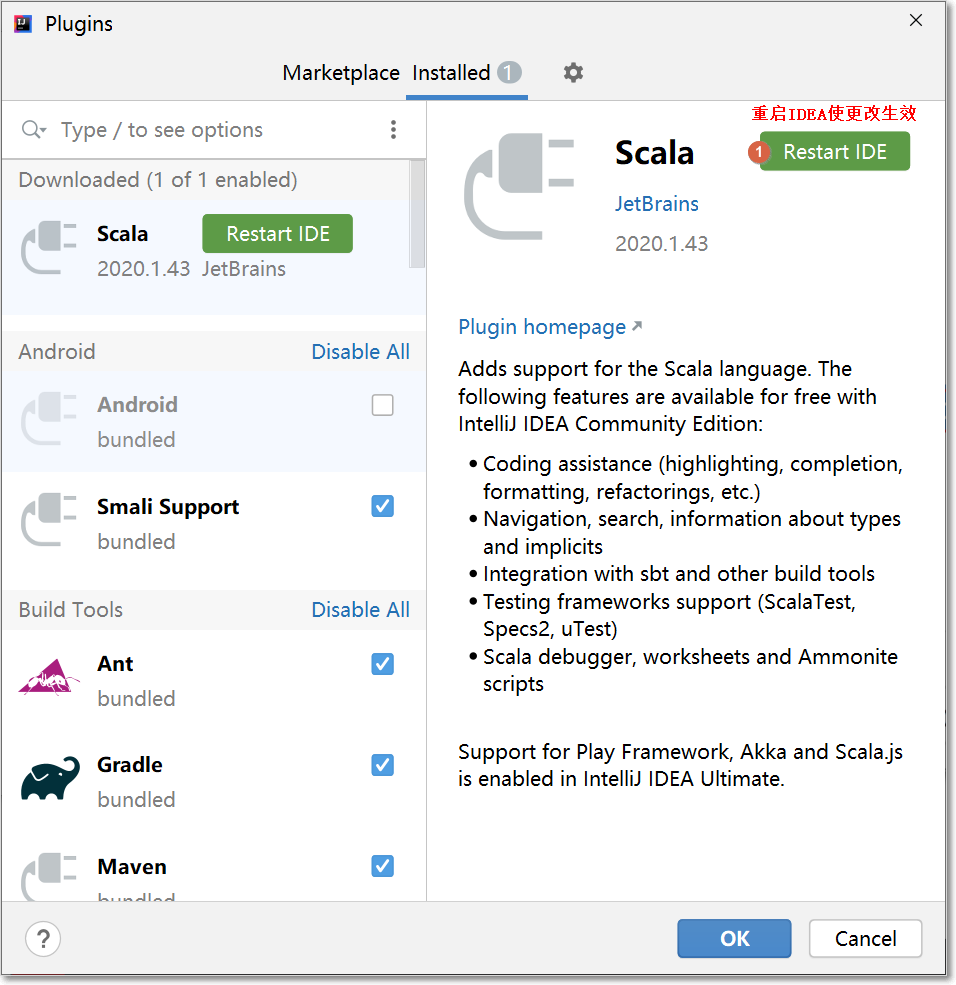 Plugins
Marketplace Installed 1
Type / to see options
Downloaded (1 of 1 enabled)
Scala Restart IDE
2020.1.43 JetBrains
Android Disable All
Android
bundled
Smali Support
bundled
Build Tools Disable All
Ant
bundled
Gradle
bundled
Maven
bundled
重启IDEA使更改生效
Scala 1 Restart IDE
JetBrains
2020.1.43
Plugin homepage
Adds support for the Scala language. The
following features are available for free with
IntelliJ IDEA Community Edition:
• Coding assistance (highlighting, completion,
formatting, refactorings, etc.)
• Navigation, search, information about types
and implicits
• Integration with sbt and other build tools
• Testing frameworks support (ScalaTest,
Specs2, uTest)
• Scala debugger, worksheets and Ammonite
scripts
Support for Play Framework, Akka and Scala.js
is enabled in IntelliJ IDEA Ultimate.
? OK Cancel